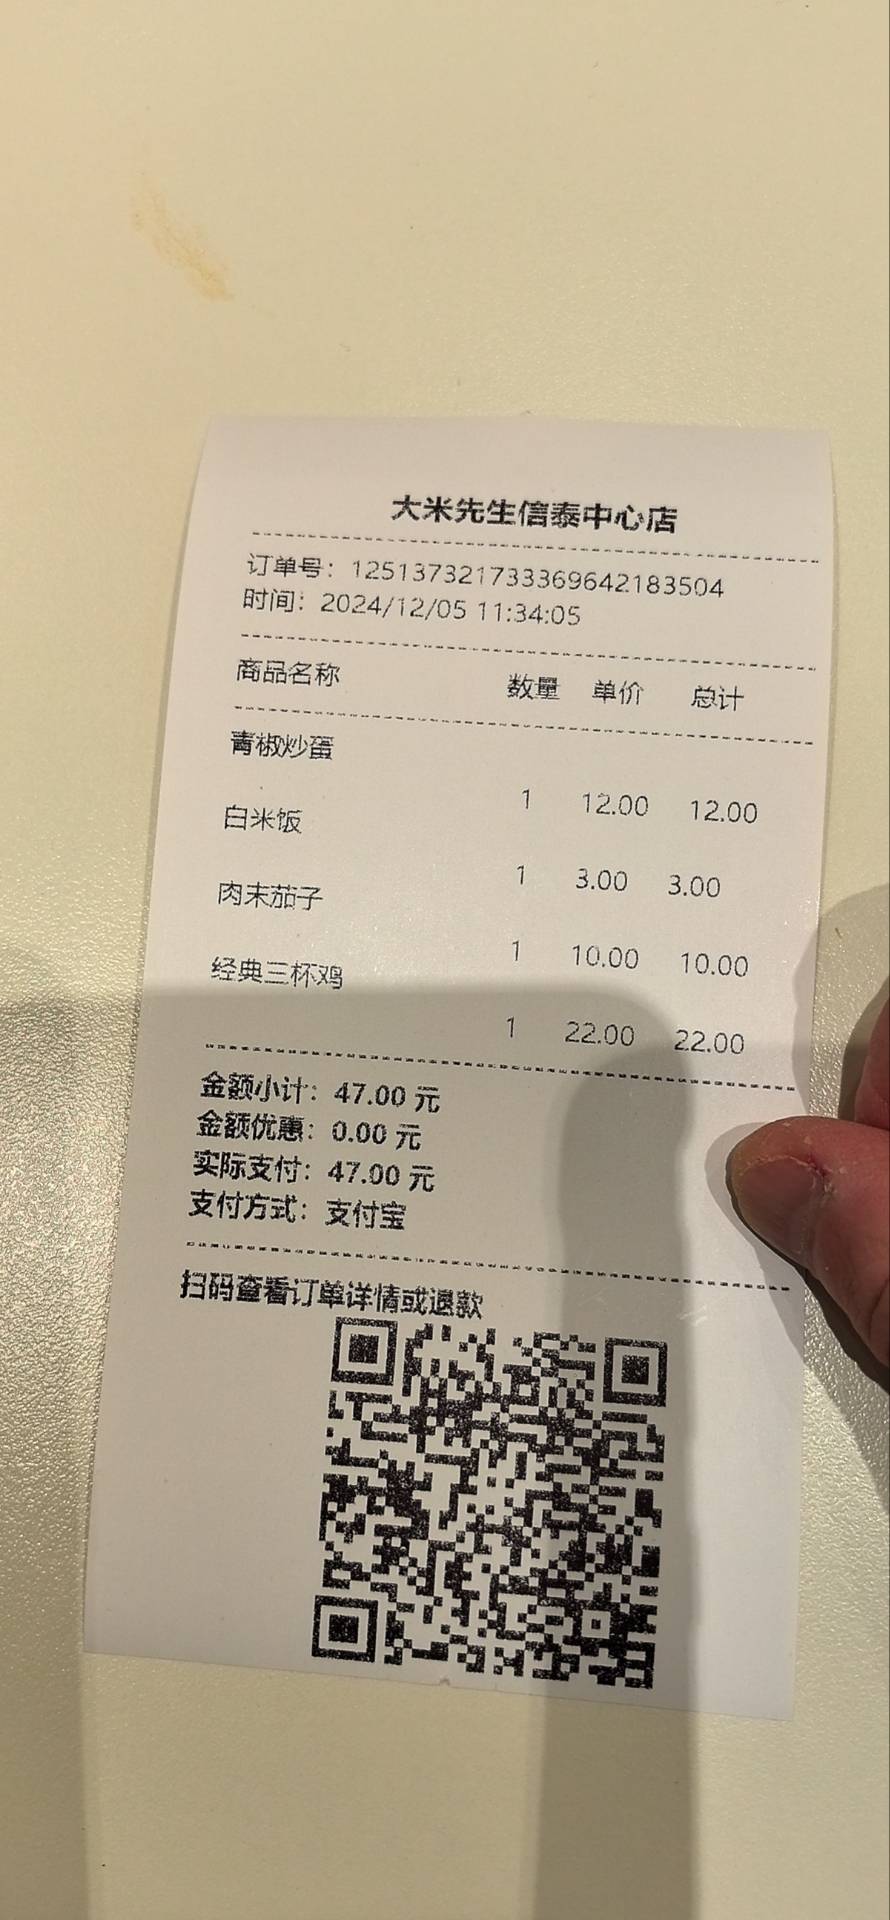 大米先生信泰中心店
订单号：125137321733369642183504
时间：2024/12/05 11:34:05
商品名称 数量 单价 总计
青椒炒蛋
1 12.00 12.00
白米饭
1 3.00 3.00
肉末茄子
1 10.00 10.00
经典三杯鸡
1 22.00 22.00
金额小计：47.00 元
金额优惠：0.00 元
实际支付：47.00 元
支付方式：支付宝
扫码查看订单详情或退款